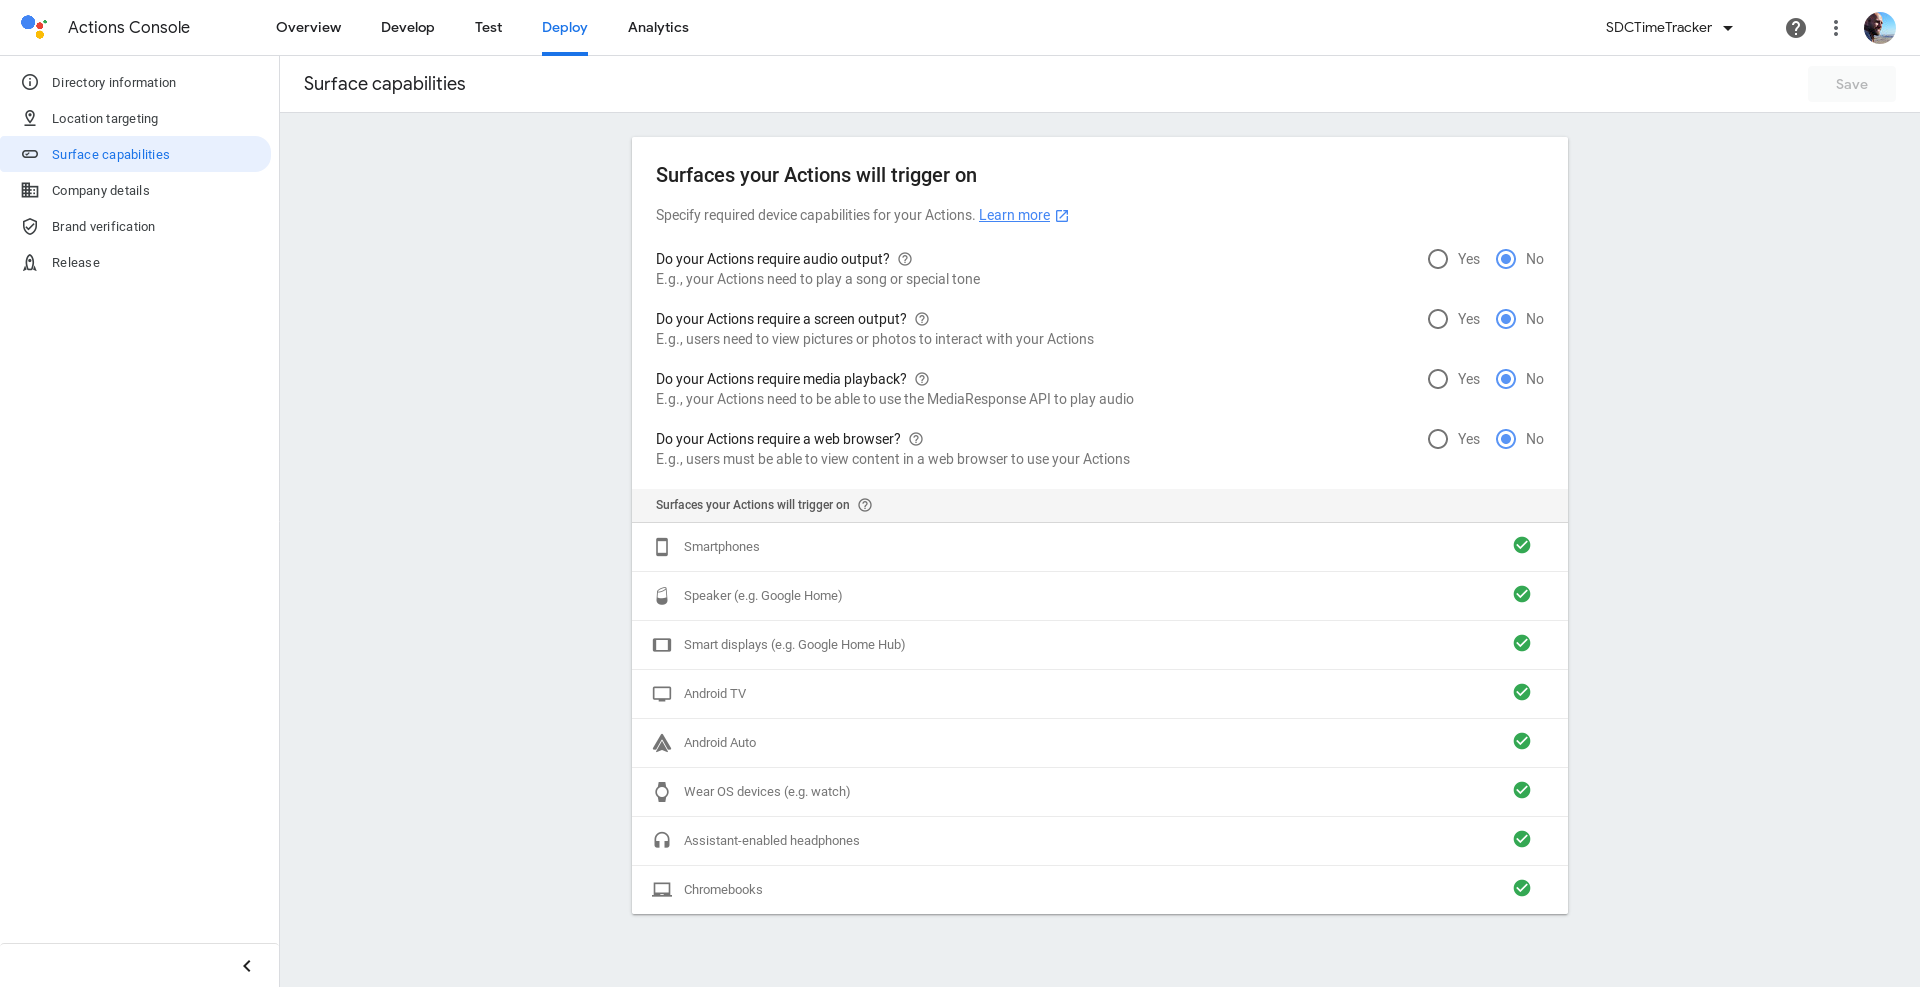 Actions Console
Overview
Develop
Test
Deploy
Analytics
SDCTimeTracker
Directory information
Location targeting
Surface capabilities
Company details
Brand verification
Release
Surface capabilities
Save
Surfaces your Actions will trigger on
Specify required device capabilities for your Actions. Learn more
Do your Actions require audio output?
Yes No
E.g., your Actions need to play a song or special tone
Do your Actions require a screen output?
Yes No
E.g., users need to view pictures or photos to interact with your Actions
Do your Actions require media playback?
Yes No
E.g., your Actions need to be able to use the MediaResponse API to play audio
Do your Actions require a web browser?
Yes No
E.g., users must be able to view content in a web browser to use your Actions
Surfaces your Actions will trigger on
Smartphones
Speaker (e.g. Google Home)
Smart displays (e.g. Google Home Hub)
Android TV
Android Auto
Wear OS devices (e.g. watch)
Assistant-enabled headphones
Chromebooks